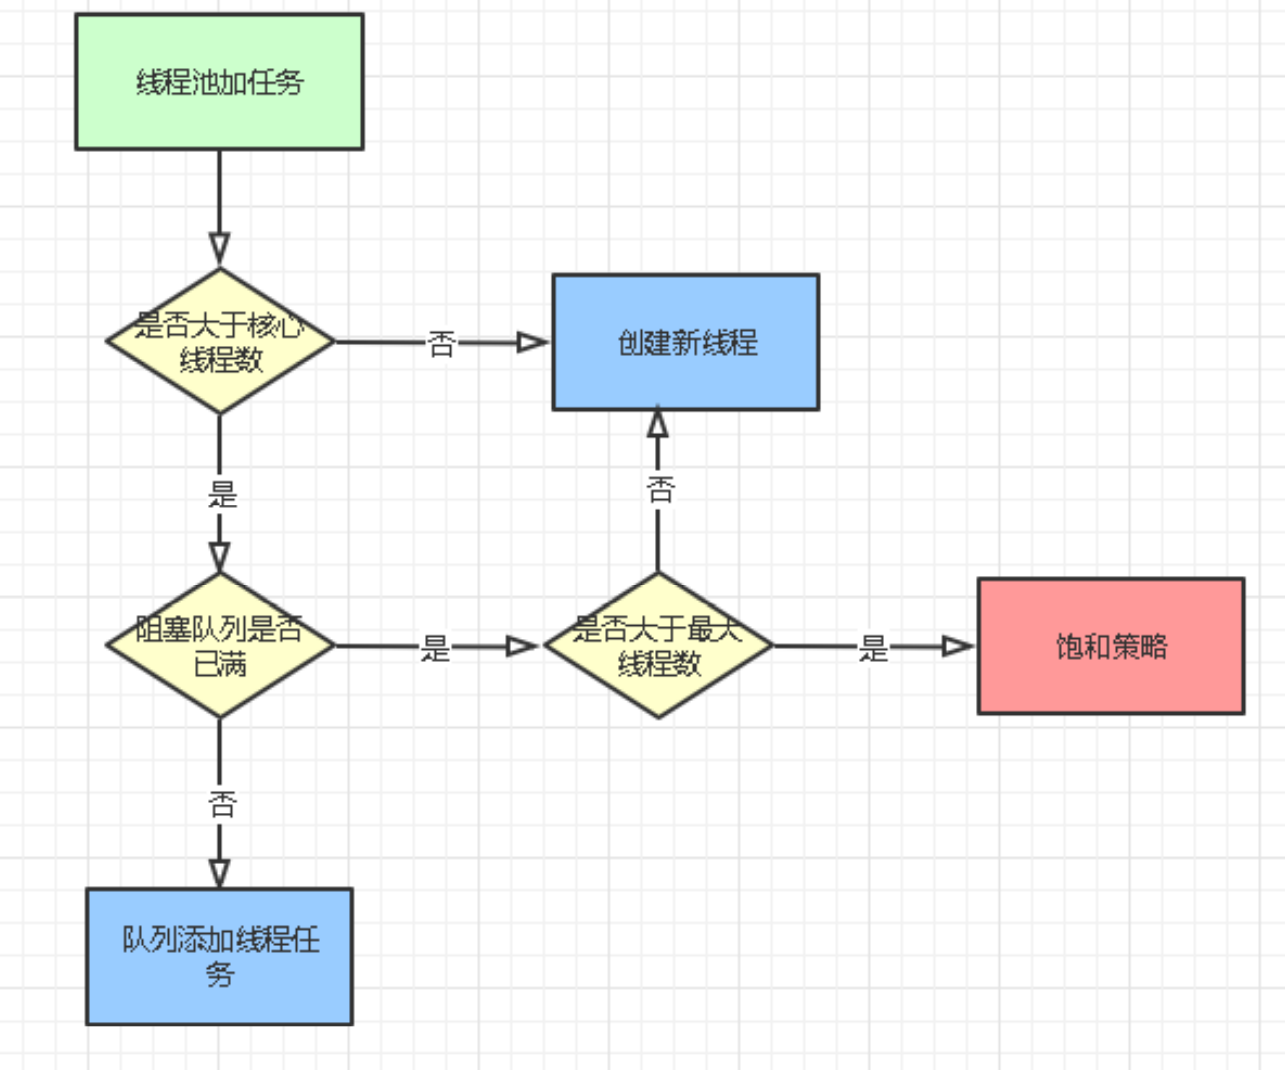 线程池加任务
是否大于核心
线程数
否
创建新线程
是
否
阻塞队列是否
已满
是
是否大于最大
线程数
是
饱和策略
否
队列添加线程任
务